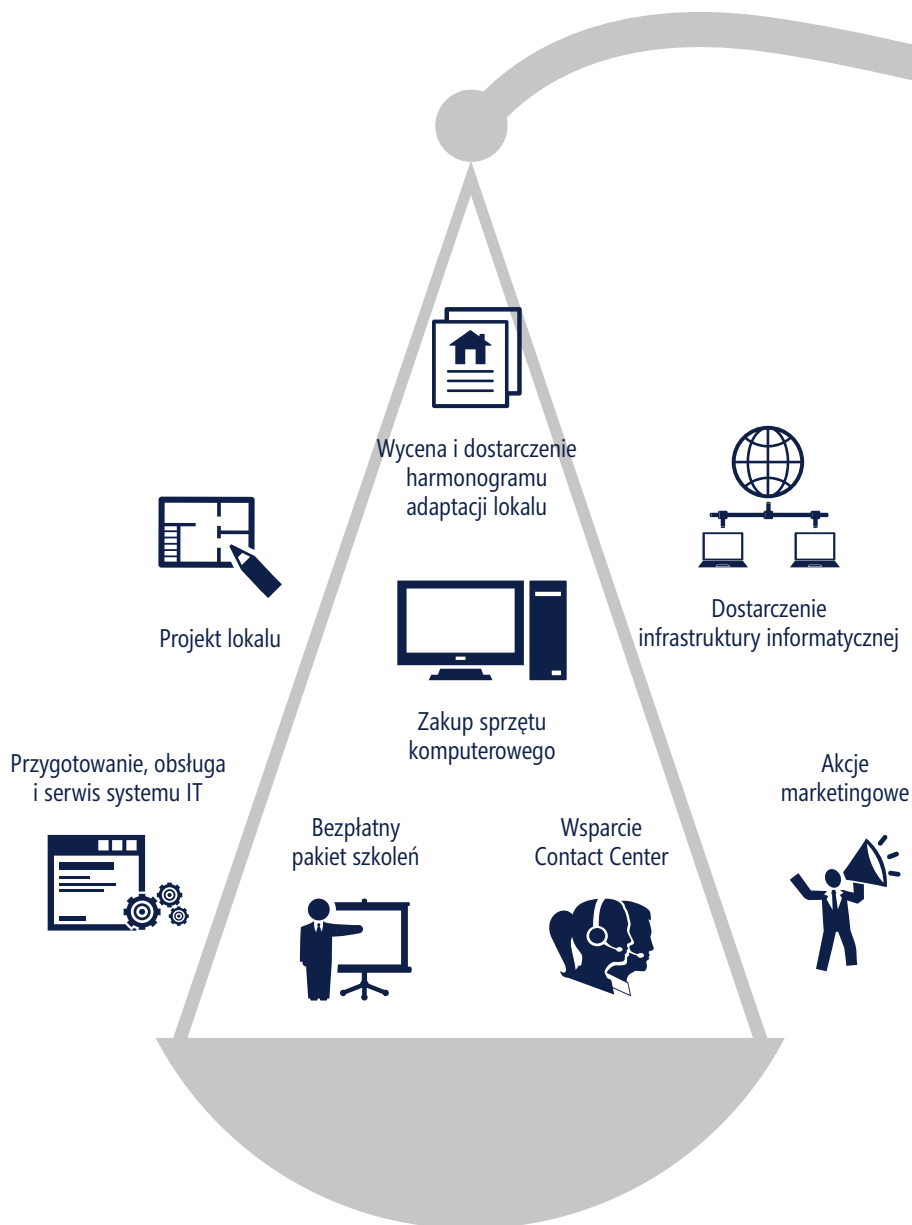 Wycena i dostarczenie
harmonogramu
adaptacji lokalu
Projekt lokalu
Dostarczenie
infrastruktury informatycznej
Zakup sprzętu
komputerowego
Przygotowanie, obsługa
i serwis systemu IT
Akcje
marketingowe
Bezpłatny
pakiet szkoleń
Wsparcie
Contact Center